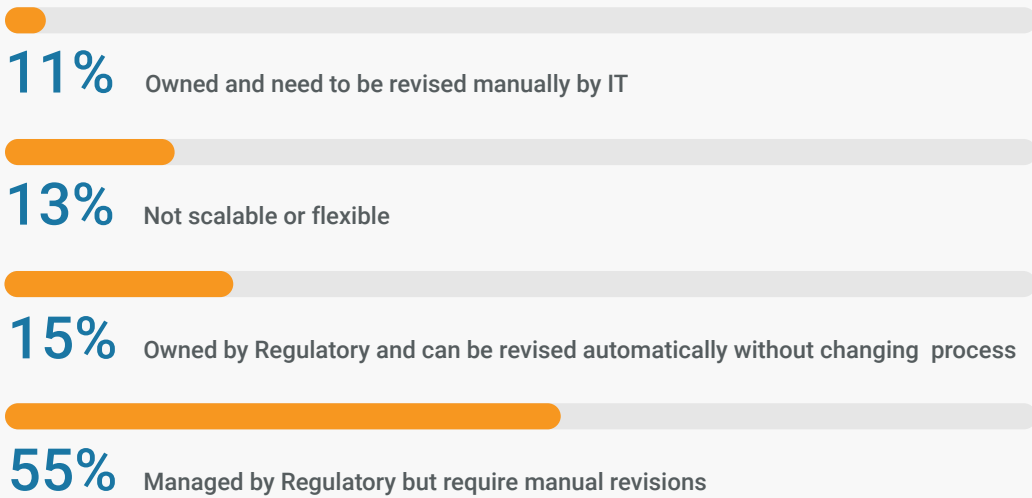 11% Owned and need to be revised manually by IT
13% Not scalable or flexible
15% Owned by Regulatory and can be revised automatically without changing process
55% Managed by Regulatory but require manual revisions